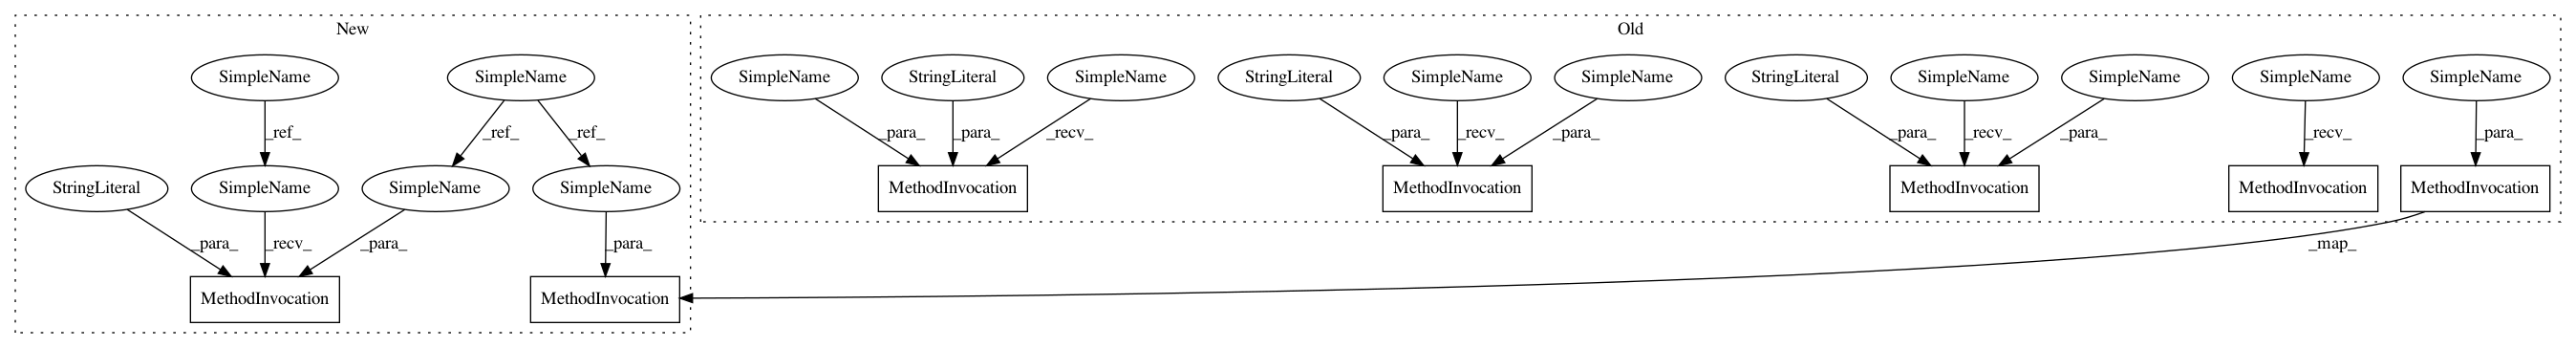 New
Old
SimpleName
SimpleName
SimpleName
StringLiteral
SimpleName
StringLiteral
SimpleName
SimpleName
StringLiteral
SimpleName
SimpleName
SimpleName
SimpleName
_ref_
_ref_
_ref_
_para_
_para_
_recv_
_para_
_recv_
_para_
_para_
_recv_
_para_
_recv_
_para_
StringLiteral
SimpleName
SimpleName
SimpleName
MethodInvocation
MethodInvocation
MethodInvocation
MethodInvocation
MethodInvocation
_para_
_recv_
_para_
_para_
_map_
MethodInvocation
MethodInvocation